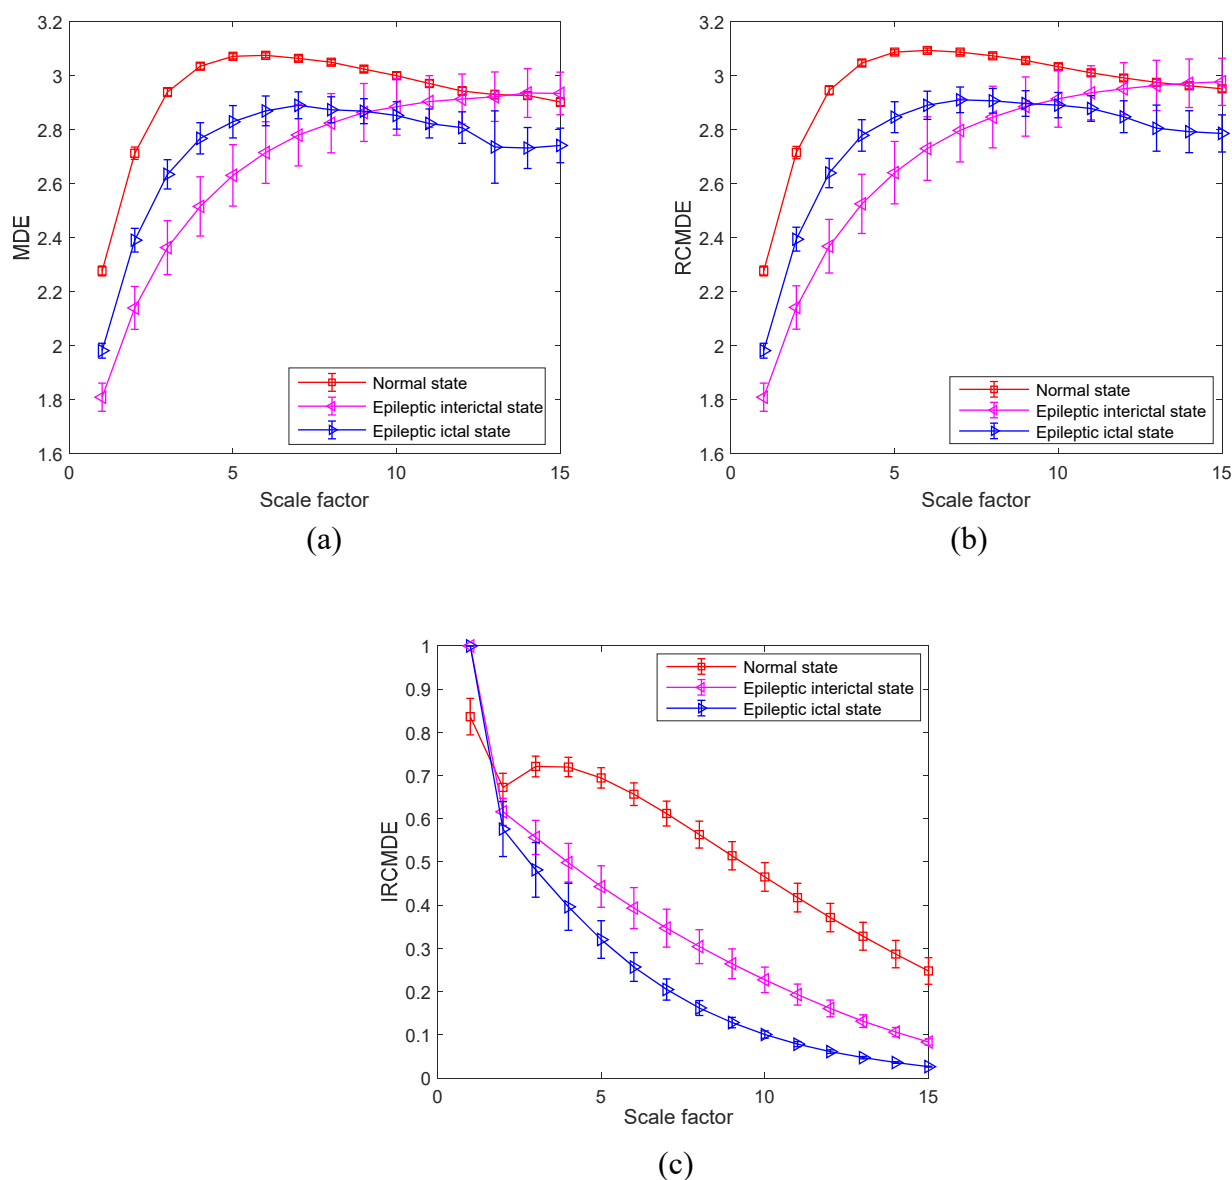 3.2
3
2.8
2.6
2.4
2.2
2
1.8
1.6
MDE
Normal state
Epileptic interictal state
Epileptic ictal state
0 5 10 15
Scale factor
(a)
3.2
3
2.8
2.6
2.4
2.2
2
1.8
1.6
RCMDE
Normal state
Epileptic interictal state
Epileptic ictal state
0 5 10 15
Scale factor
(b)
1
0.9
0.8
0.7
0.6
0.5
0.4
0.3
0.2
0.1
0
IRCMDE
Normal state
Epileptic interictal state
Epileptic ictal state
0 5 10 15
Scale factor
(c)